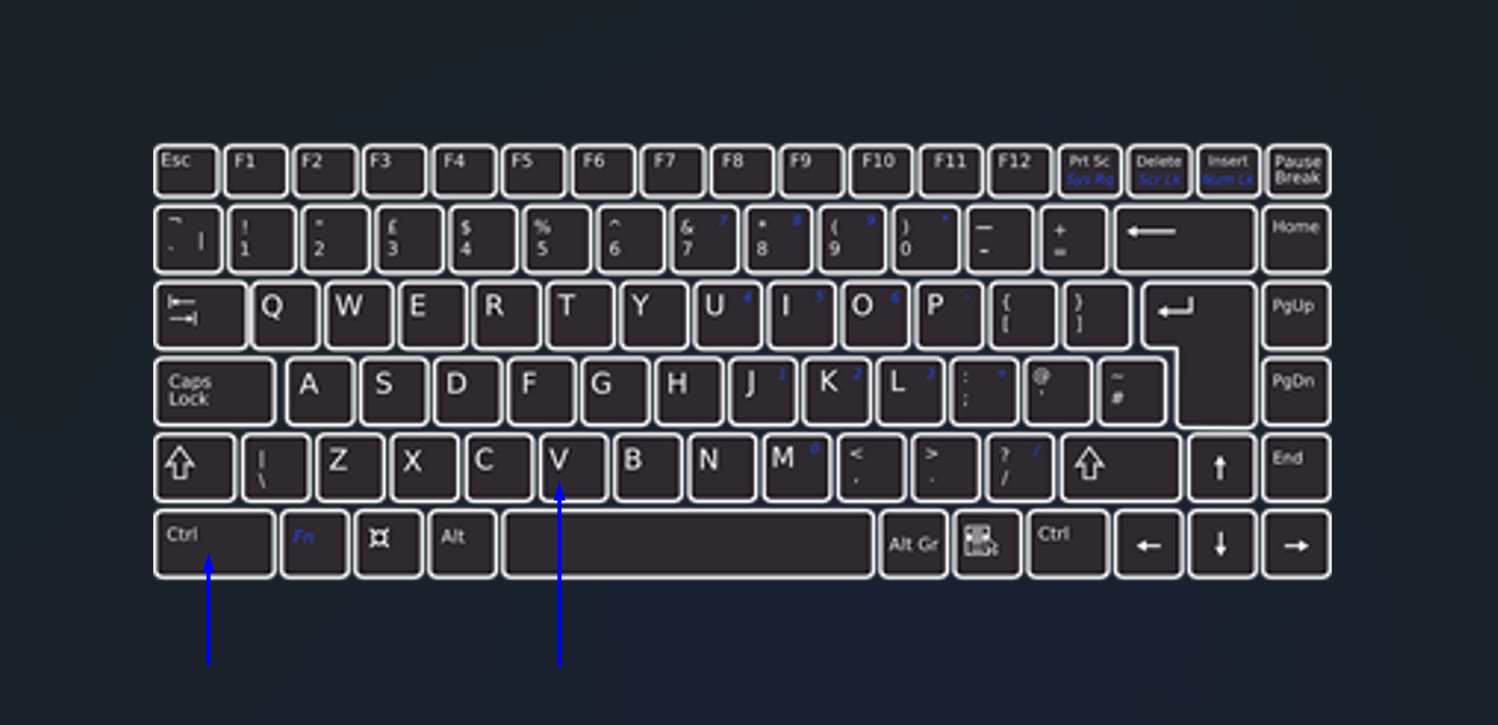 Esc F1 F2 F3 F4 F5 F6 F7 F8 F9 F10 F11 F12 Prt Sc Delete Insert Pause
Sys Rq Scr Lk Num Lk Break
¬ ! " £ $ % ^ & 7 * 8 ( 9 ) * — + Home
` | 1 2 3 4 5 6 7 8 9 0 - =
Q W E R T Y U 4 I 5 O 6 P - { } PgUp
[ ]
Caps A S D F G H J 1 K 2 L 3 : * @ ~ PgDn
Lock ; ' #
| Z X C V B N M 0 < > ? / End
\ , . /
Ctrl Fn Alt Alt Gr Ctrl